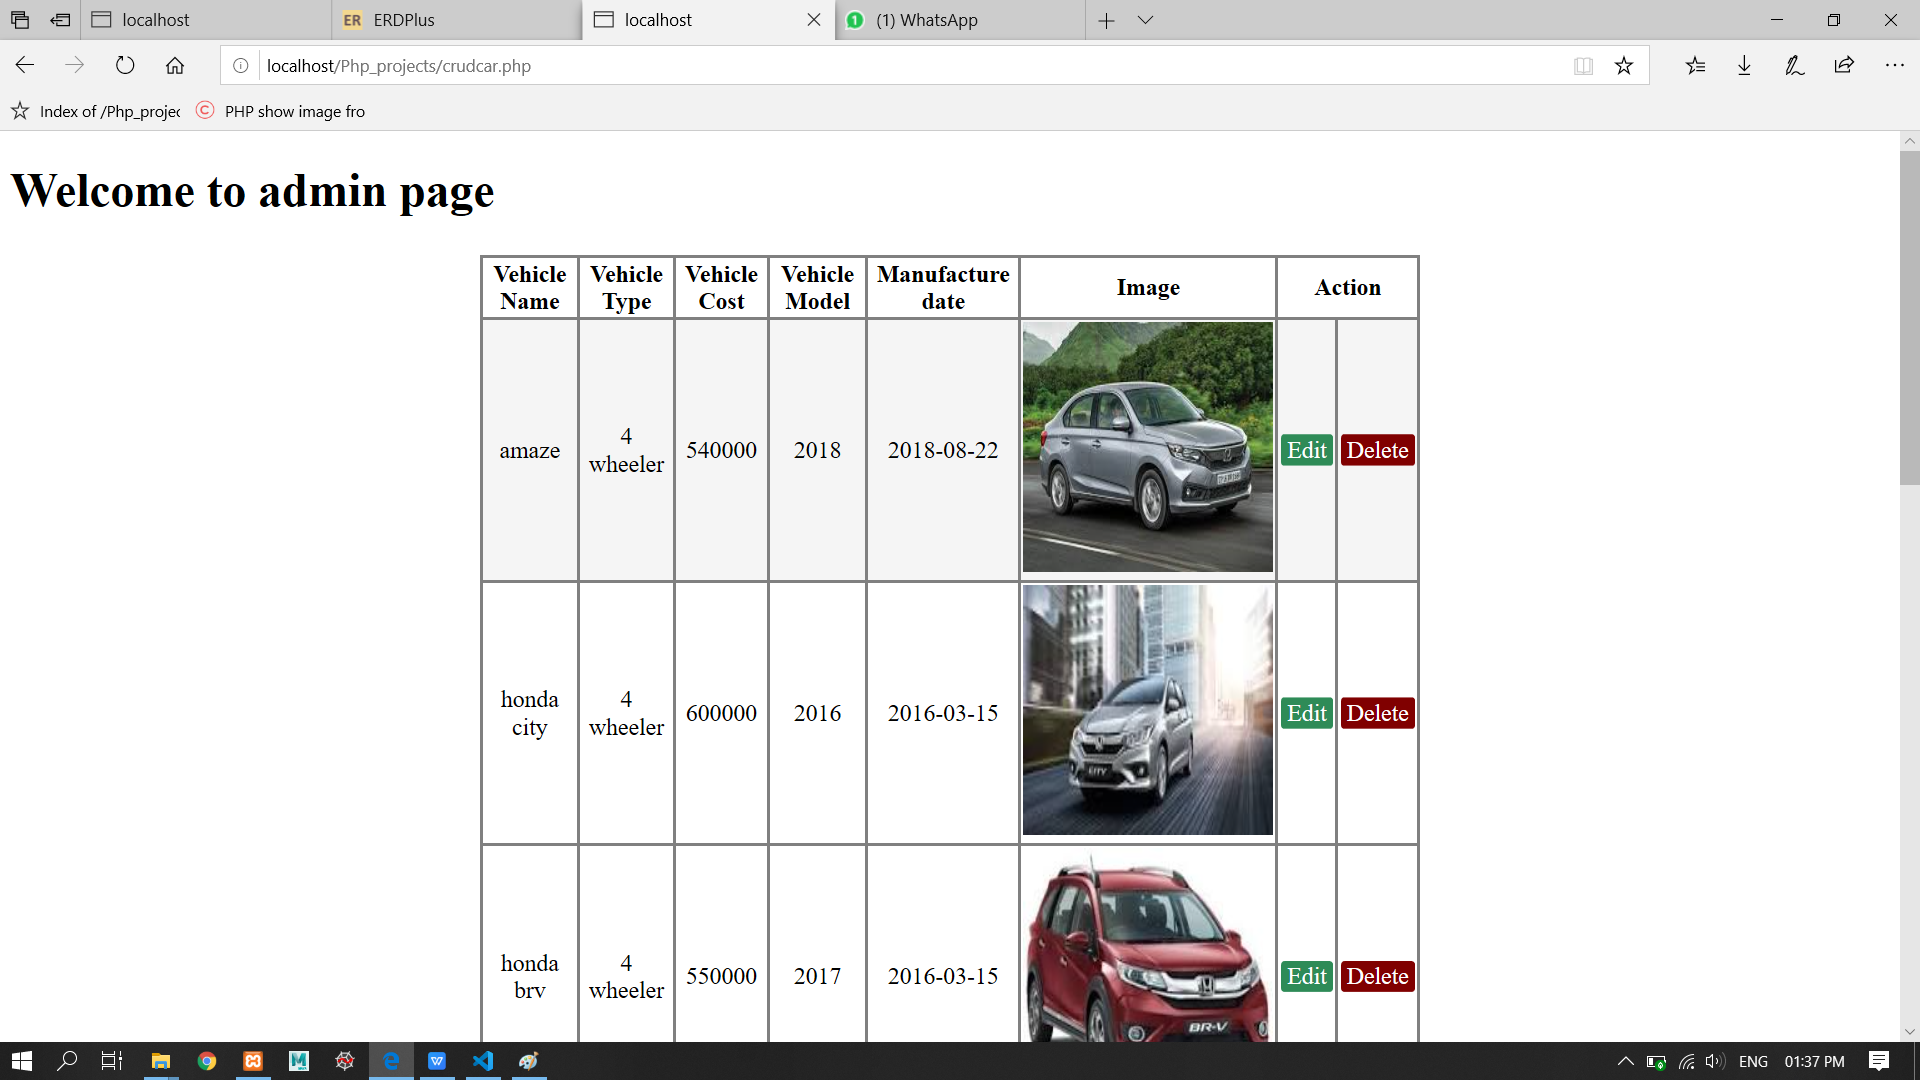 localhost
ER ERDPlus
localhost
1 (1) WhatsApp
localhost/Php_projects/crudcar.php
Index of /Php_projec
C PHP show image fro
Welcome to admin page
Vehicle Name Vehicle Type Vehicle Cost Vehicle Model Manufacture date Image Action
amaze 4 wheeler 540000 2018 2018-08-22 Edit Delete
honda city 4 wheeler 600000 2016 2016-03-15 Edit Delete
CITY
honda brv 4 wheeler 550000 2017 2016-03-15 Edit Delete
BR-V
ENG 01:37 PM